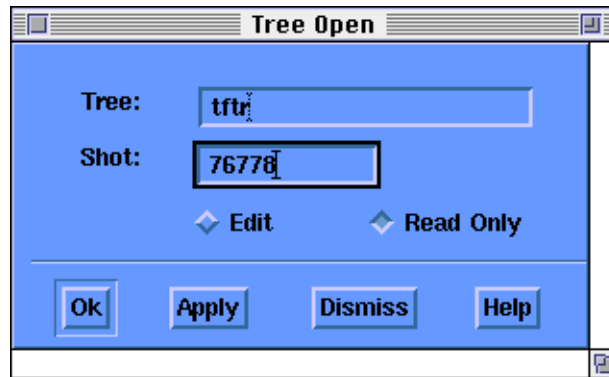 Tree Open
Tree: tftr
Shot: 76778
Edit Read Only
Ok Apply Dismiss Help